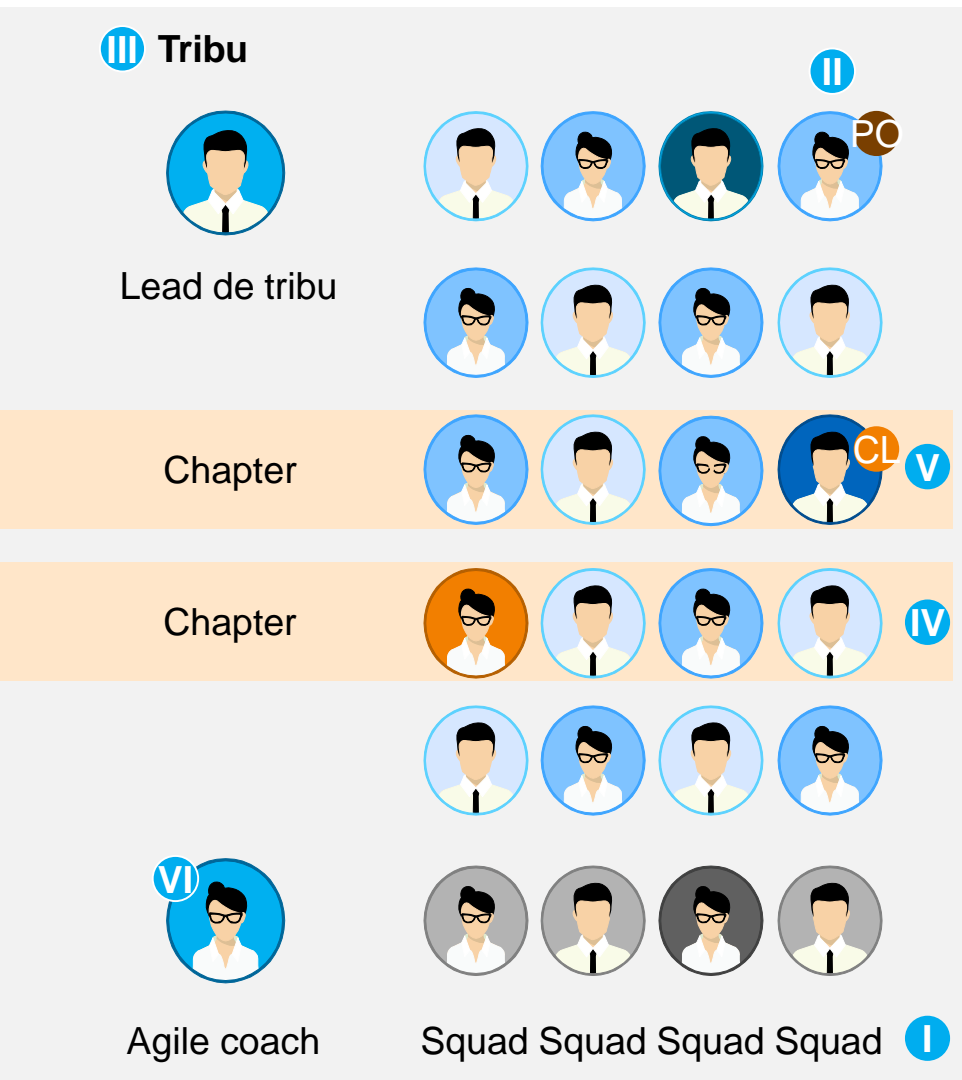 III Tribu
II
PO
Lead de tribu
Chapter
CL
V
Chapter
IV
VI
Agile coach
Squad Squad Squad Squad
I